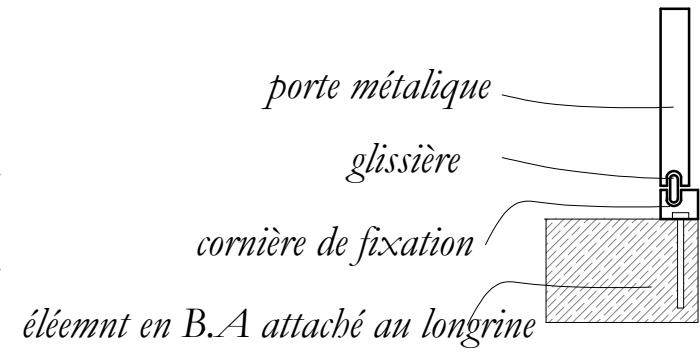 porte métalique
glissière
cornière de fixation
éléemnt en B.A attaché au longrine